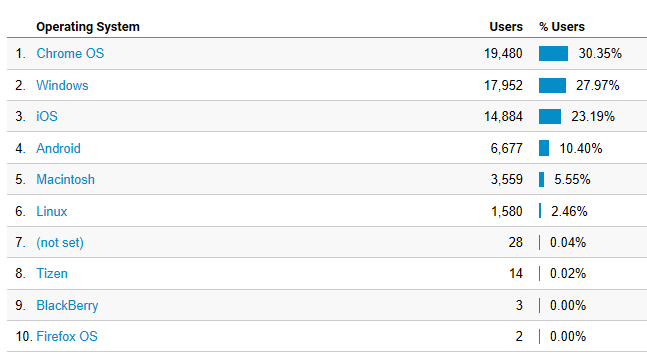 Operating System Users % Users
1. Chrome OS 19,480 30.35%
2. Windows 17,952 27.97%
3. iOS 14,884 23.19%
4. Android 6,677 10.40%
5. Macintosh 3,559 5.55%
6. Linux 1,580 2.46%
7. (not set) 28 0.04%
8. Tizen 14 0.02%
9. BlackBerry 3 0.00%
10. Firefox OS 2 0.00%